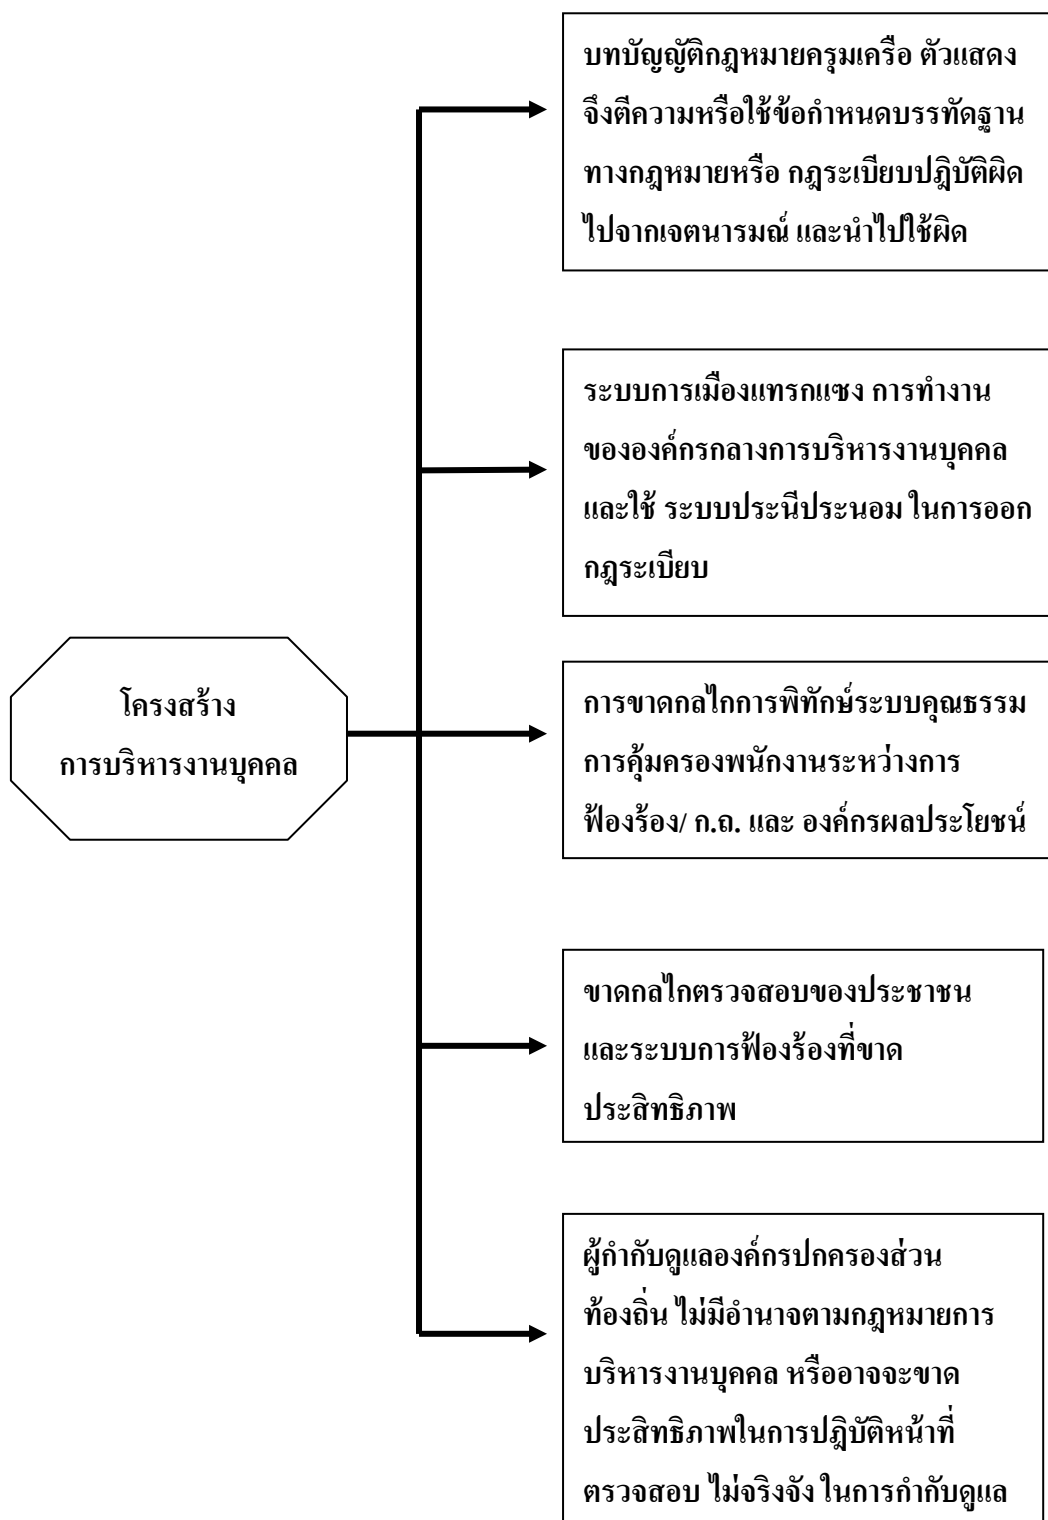 บทบัญญัติกฎหมายครุมเครือ ตัวแสดง
จึงตีความหรือใช้ข้อกำหนดบรรทัดฐาน
ทางกฎหมายหรือ กฎระเบียบปฎิบัติผิด
ไปจากเจตนารมณ์ และนำไปใช้ผิด
ระบบการเมืองแทรกแซง การทำงาน
ขององค์กรกลางการบริหารงานบุคคล
และใช้ ระบบประนีประนอม ในการออก
กฎระเบียบ
โครงสร้าง
การบริหารงานบุคคล
การขาดกลไกการพิทักษ์ระบบคุณธรรม
การคุ้มครองพนักงานระหว่างการ
ฟ้องร้อง/ ก.ถ. และ องค์กรผลประโยชน์
ขาดกลไกตรวจสอบของประชาชน
และระบบการฟ้องร้องที่ขาด
ประสิทธิภาพ
ผู้กำกับดูแลองค์กรปกครองส่วน
ท้องถิ่น ไม่มีอำนาจตามกฎหมายการ
บริหารงานบุคคล หรืออาจจะขาด
ประสิทธิภาพในการปฎิบัติหน้าที่
ตรวจสอบ ไม่จริงจัง ในการกำกับดูแล